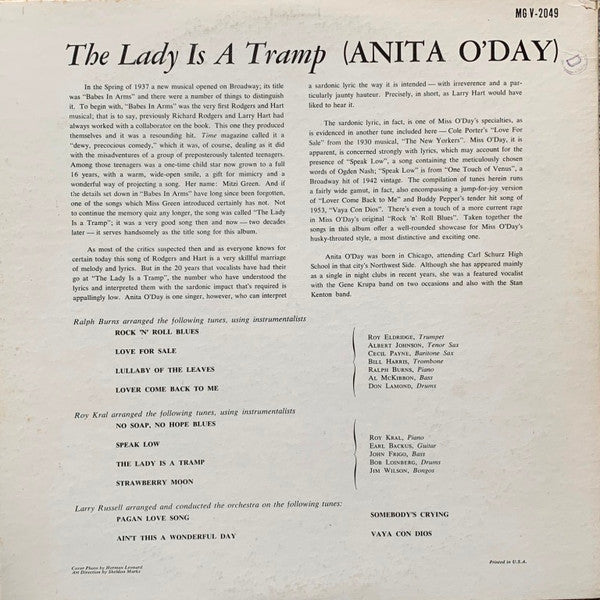 MG V-2049
The Lady Is A Tramp (ANITA O'DAY)
In the Spring of 1937 a new musical opened on Broadway; its title
was "Babes In Arms" and there were a number of things to distinguish
it. To begin with, "Babes In Arms" was the very first Rodgers and Hart
musical; that is to say, previously Richard Rodgers and Larry Hart had
always worked with a collaborator on the book. This one they produced
themselves and it was a resounding hit. Time magazine called it a
"dewy, precocious comedy," which it was, of course, dealing as it did
with the misadventures of a group of preposterously talented teenagers.
Among those teenagers was a one-time child star now grown to a full
16 years, with a warm, wide-open smile, a gift for mimicry and a
wonderful way of projecting a song. Her name: Mitzi Green. And if
the details set down in "Babes in Arms" have long since been forgotten,
one of the songs which Miss Green introduced certainly has not. Not
to continue the memory quiz any longer, the song was called "The Lady
Is a Tramp"; it was a very good song then and now — two decades
later — it serves handsomely as the title song for this album.
As most of the critics suspected then and as everyone knows for
certain today this song of Rodgers and Hart is a very skillful marriage
of melody and lyrics. But in the 20 years that vocalists have had their
go at "The Lady Is a Tramp", the number who have understood the
lyrics and interpreted them with the sardonic impact that's required is
appallingly low. Anita O'Day is one singer, however, who can interpret
a sardonic lyric the way it is intended — with irreverence and a par-
ticularly jaunty hauteur. Precisely, in short, as Larry Hart would have
liked to hear it.
The sardonic lyric, in fact, is one of Miss O'Day's specialties, as
is evidenced in another tune included here — Cole Porter's "Love For
Sale" from the 1930 musical, "The New Yorkers". Miss O'Day, it is
apparent, is concerned strongly with lyrics, which may account for the
presence of "Speak Low", a song containing the meticulously chosen
words of Ogden Nash; "Speak Low" is from "One Touch of Venus", a
Broadway hit of 1942 vintage. The compilation of tunes herein runs
a fairly wide gamut, in fact, also encompassing a jump-for-joy version
of "Lover Come Back to Me" and Buddy Pepper's tender hit song of
1953, "Vaya Con Dios". There's even a touch of a more current rage
in Miss O'Day's original "Rock 'n' Roll Blues". Taken together the
songs in this album offer a well-rounded showcase for Miss O'Day's
husky-throated style, a most distinctive and exciting one.
Anita O'Day was born in Chicago, attending Carl Schurz High
School in that city's Northwest Side. Although she has appeared mainly
as a single in night clubs in recent years, she was a featured vocalist
with the Gene Krupa band on two occasions and also with the Stan
Kenton band.
Ralph Burns arranged the following tunes, using instrumentalists
ROCK 'N' ROLL BLUES
LOVE FOR SALE
LULLABY OF THE LEAVES
LOVER COME BACK TO ME
ROY ELDRIDGE, Trumpet
ALBERT JOHNSON, Tenor Sax
CECIL PAYNE, Baritone Sax
BILL HARRIS, Trombone
RALPH BURNS, Piano
AL MCKIBBON, Bass
DON LAMOND, Drums
Roy Kral arranged the following tunes, using instrumentalists
NO SOAP, NO HOPE BLUES
SPEAK LOW
THE LADY IS A TRAMP
STRAWBERRY MOON
ROY KRAL, Piano
EARL BACKUS, Guitar
JOHN FRIGO, Bass
BOB LOINBERG, Drums
JIM WILSON, Bongos
Larry Russell arranged and conducted the orchestra on the following tunes:
PAGAN LOVE SONG
SOMEBODY'S CRYING
AIN'T THIS A WONDERFUL DAY
VAYA CON DIOS
Cover Photo by Herman Leonard
Art Direction by Sheldon Marks
Printed in U.S.A.